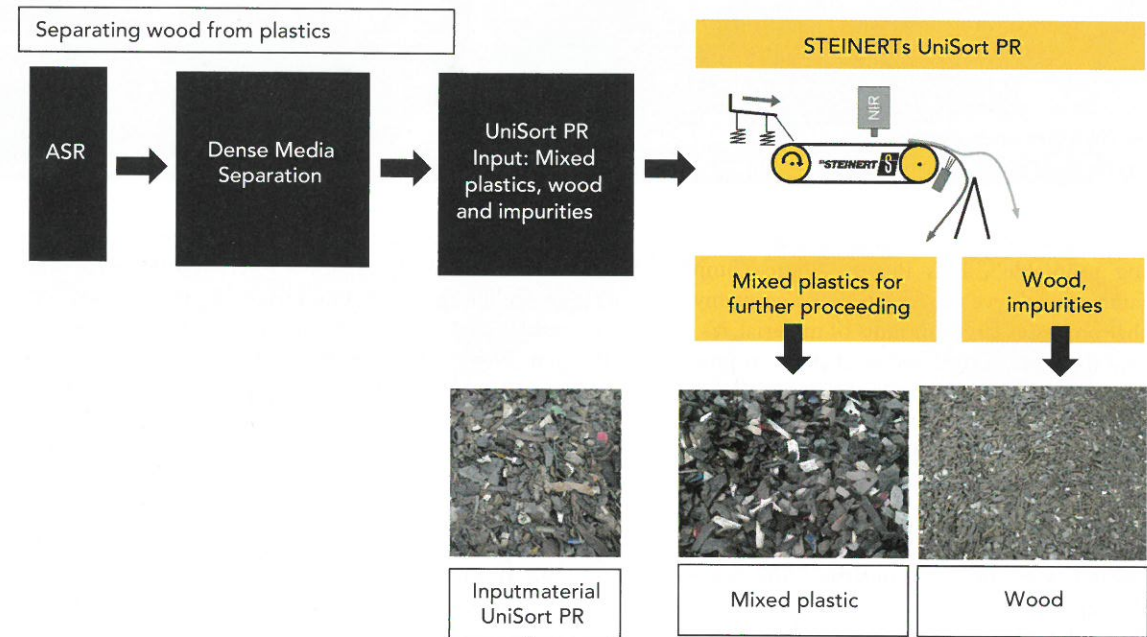 Separating wood from plastics
STEINERTs UniSort PR
ASR
Dense Media
Separation
UniSort PR
Input: Mixed
plastics, wood
and impurities
NIR
STEINERT
S
Mixed plastics for
further proceeding
Wood,
impurities
Inputmaterial
UniSort PR
Mixed plastic
Wood